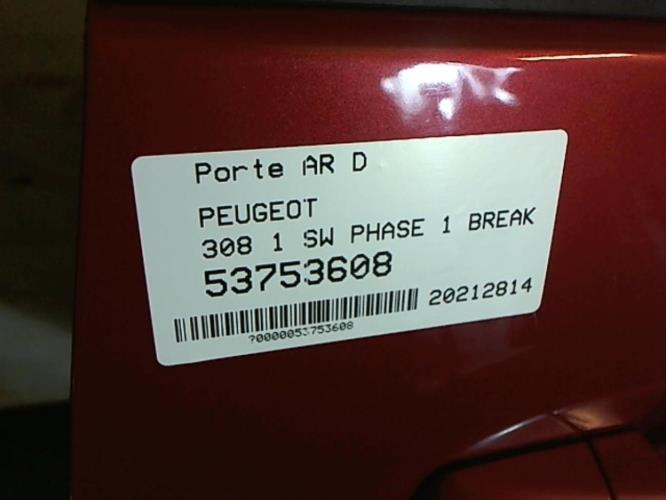 Porte AR D
PEUGEOT
308 1 SW PHASE 1 BREAK
53753608
20212814
?0000053753608